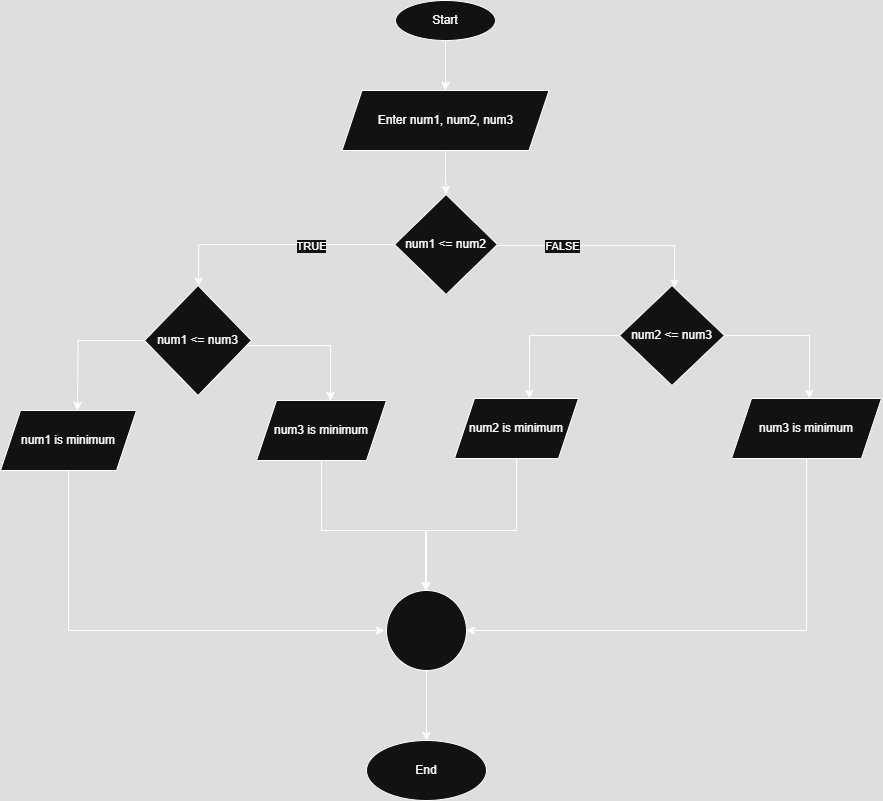 Start
Enter num1, num2, num3
num1 <= num2
TRUE
FALSE
num1 <= num3
num2 <= num3
num1 is minimum
num3 is minimum
num2 is minimum
num3 is minimum
End